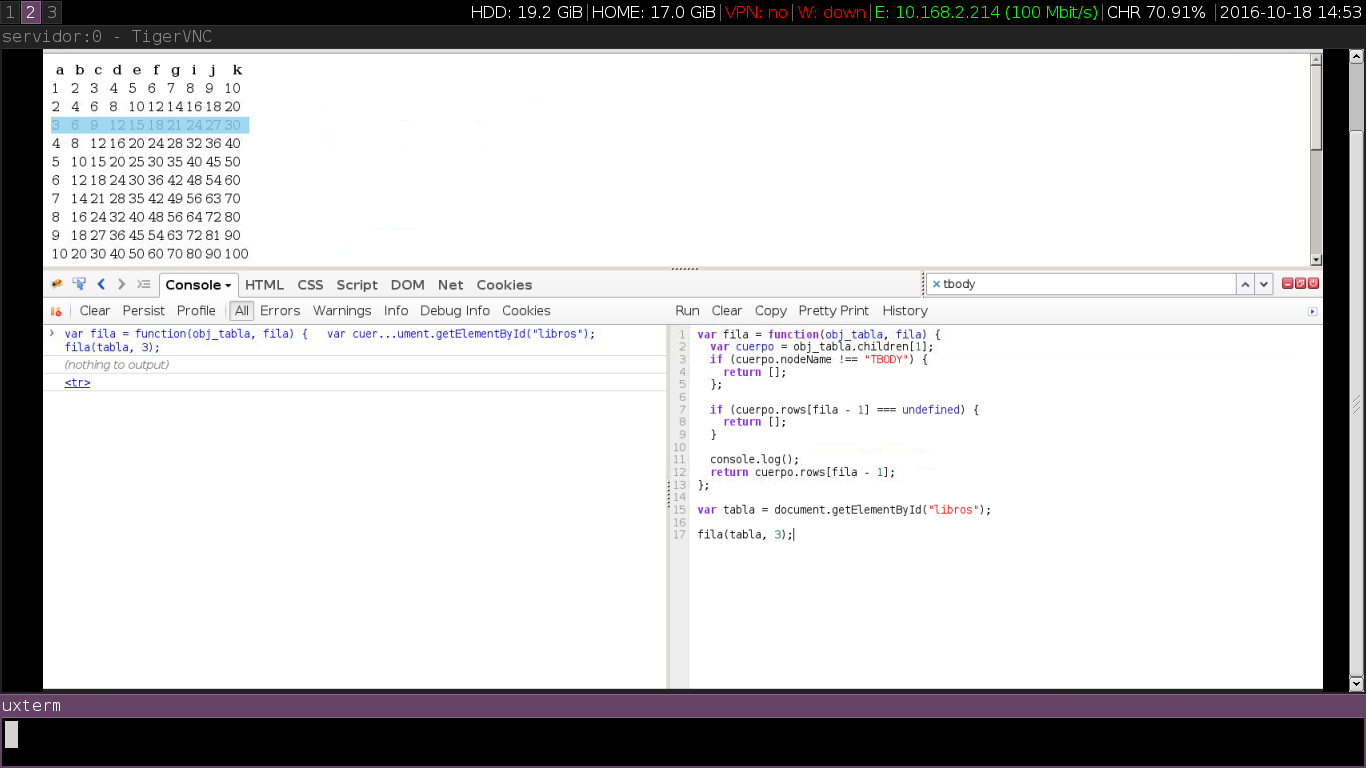 1 2 3 HDD: 19.2 GiB|HOME: 17.0 GiB|VPN: no|W: down|E: 10.168.2.214 (100 Mbit/s)|CHR 70.91% |2016-10-18 14:53
servidor:0 - TigerVNC
a b c d e f g i j k
1 2 3 4 5 6 7 8 9 10
2 4 6 8 10 12 14 16 18 20
3 6 9 12 15 18 21 24 27 30
4 8 12 16 20 24 28 32 36 40
5 10 15 20 25 30 35 40 45 50
6 12 18 24 30 36 42 48 54 60
7 14 21 28 35 42 49 56 63 70
8 16 24 32 40 48 56 64 72 80
9 18 27 36 45 54 63 72 81 90
10 20 30 40 50 60 70 80 90 100
Console HTML CSS Script DOM Net Cookies tbody
Clear Persist Profile All Errors Warnings Info Debug Info Cookies
var fila = function(obj_tabla, fila) {   var cuer...ument.getElementById("libros");
fila(tabla, 3);
(nothing to output)
<tr>
Run Clear Copy Pretty Print History
1 var fila = function(obj_tabla, fila) {
2   var cuerpo = obj_tabla.children[1];
3   if (cuerpo.nodeName !== "TBODY") {
4     return [];
5   };
6
7   if (cuerpo.rows[fila - 1] === undefined) {
8     return [];
9   }
10
11   console.log();
12   return cuerpo.rows[fila - 1];
13 };
14
15 var tabla = document.getElementById("libros");
16
17 fila(tabla, 3);
uxterm